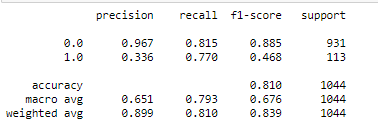 precision recall f1-score support
0.0 0.967 0.815 0.885 931
1.0 0.336 0.770 0.468 113
accuracy 0.810 1044
macro avg 0.651 0.793 0.676 1044
weighted avg 0.899 0.810 0.839 1044